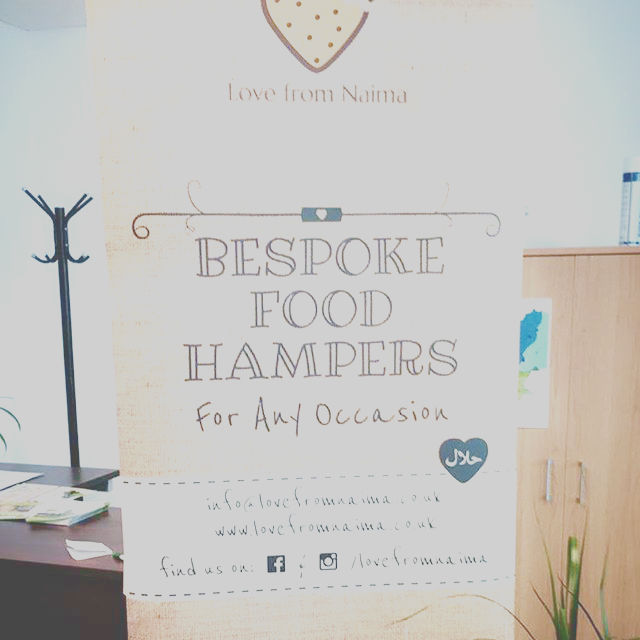 Love from Naima
BESPOKE
FOOD
HAMPERS
For Any Occasion
حلال
info@lovefromnaima.co.uk
www.lovefromnaima.co.uk
find us on: & /lovefromnaima